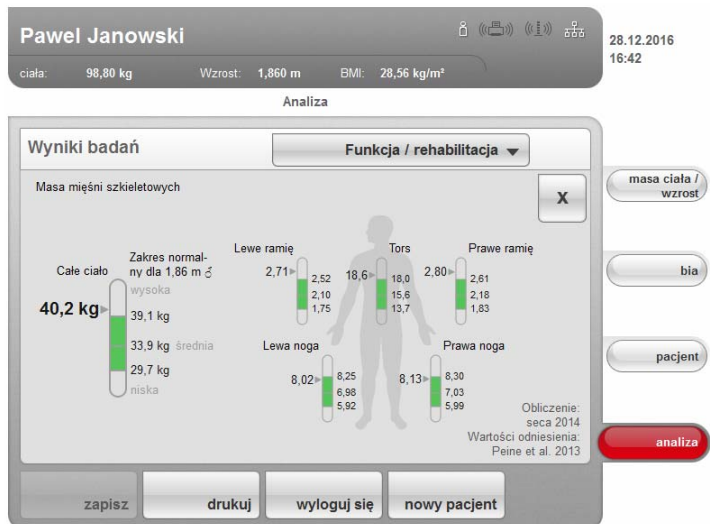 Pawel Janowski
28.12.2016
16:42
ciała: 98,80 kg Wzrost: 1,860 m BMI: 28,56 kg/m²
Analiza
Wyniki badań
Funkcja / rehabilitacja
Masa mięśni szkieletowych
X
Całe ciało
Zakres normal-
ny dla 1,86 m ♂
wysoka
40,2 kg
39,1 kg
33,9 kg średnia
29,7 kg
niska
Lewe ramię
2,71
2,52
2,10
1,75
Tors
18,6
18,0
15,6
13,7
Prawe ramię
2,80
2,61
2,18
1,83
Lewa noga
8,02
8,25
6,98
5,92
Prawa noga
8,13
8,30
7,03
5,99
Obliczenie:
seca 2014
Wartości odniesienia:
Peine et al. 2013
masa ciała /
wzrost
bia
pacjent
analiza
zapisz
drukuj
wyloguj się
nowy pacjent